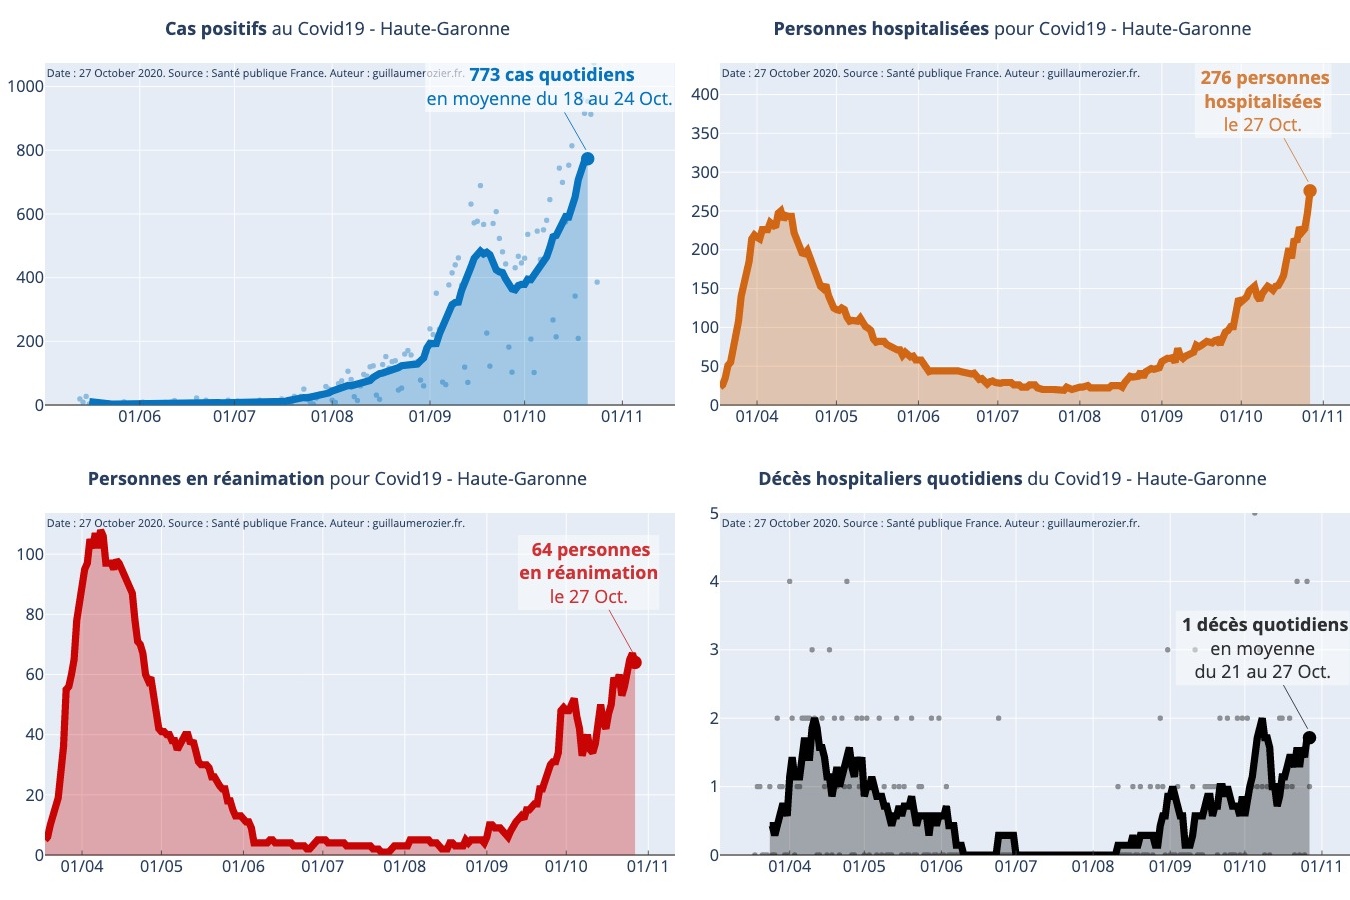 Cas positifs au Covid19 - Haute-Garonne
Date : 27 October 2020. Source : Santé publique France. Auteur : guillaumerozier.fr.
773 cas quotidiens
en moyenne du 18 au 24 Oct.
1000
800
600
400
200
0
01/06 01/07 01/08 01/09 01/10 01/11
Personnes hospitalisées pour Covid19 - Haute-Garonne
Date : 27 October 2020. Source : Santé publique France. Auteur : guillaumerozier.fr.
276 personnes
hospitalisées
le 27 Oct.
400
350
300
250
200
150
100
50
0
01/04 01/05 01/06 01/07 01/08 01/09 01/10 01/11
Personnes en réanimation pour Covid19 - Haute-Garonne
Date : 27 October 2020. Source : Santé publique France. Auteur : guillaumerozier.fr.
64 personnes
en réanimation
le 27 Oct.
100
80
60
40
20
0
01/04 01/05 01/06 01/07 01/08 01/09 01/10 01/11
Décès hospitaliers quotidiens du Covid19 - Haute-Garonne
Date : 27 October 2020. Source : Santé publique France. Auteur : guillaumerozier.fr.
1 décès quotidiens
en moyenne
du 21 au 27 Oct.
5
4
3
2
1
0
01/04 01/05 01/06 01/07 01/08 01/09 01/10 01/11